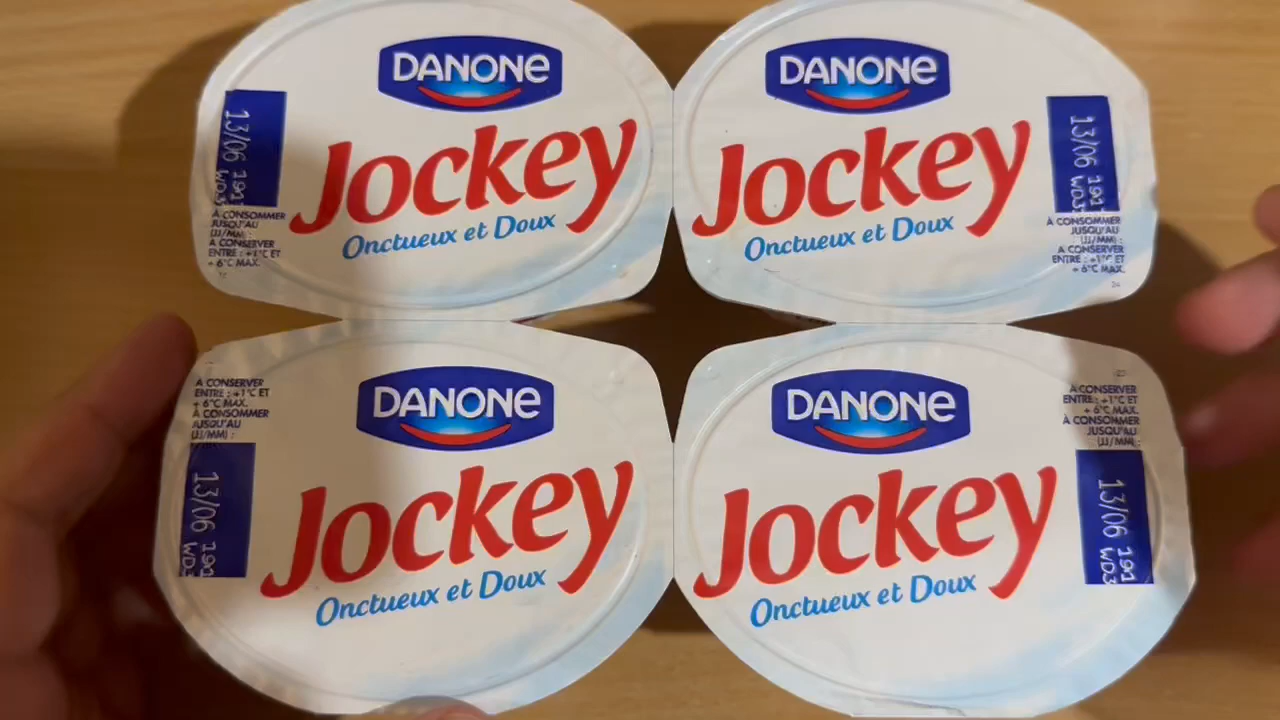 DANONE
Jockey
Onctueux et Doux
13/06 191
WD3
À CONSOMMER
JUSQU'AU
(JJ/MM) :
À CONSERVER
ENTRE : +1°C ET
+ 6°C MAX.
DANONE
Jockey
Onctueux et Doux
13/06 191
WD3
À CONSOMMER
JUSQU'AU
(JJ/MM) :
À CONSERVER
ENTRE : +1°C ET
+ 6°C MAX.
DANONE
Jockey
Onctueux et Doux
À CONSERVER
ENTRE : +1°C ET
+ 6°C MAX.
À CONSOMMER
JUSQU'AU
(JJ/MM) :
13/06 191
WD3
DANONE
Jockey
Onctueux et Doux
À CONSERVER
ENTRE : +1°C ET
+ 6°C MAX.
À CONSOMMER
JUSQU'AU
(JJ/MM) :
13/06 191
WD3